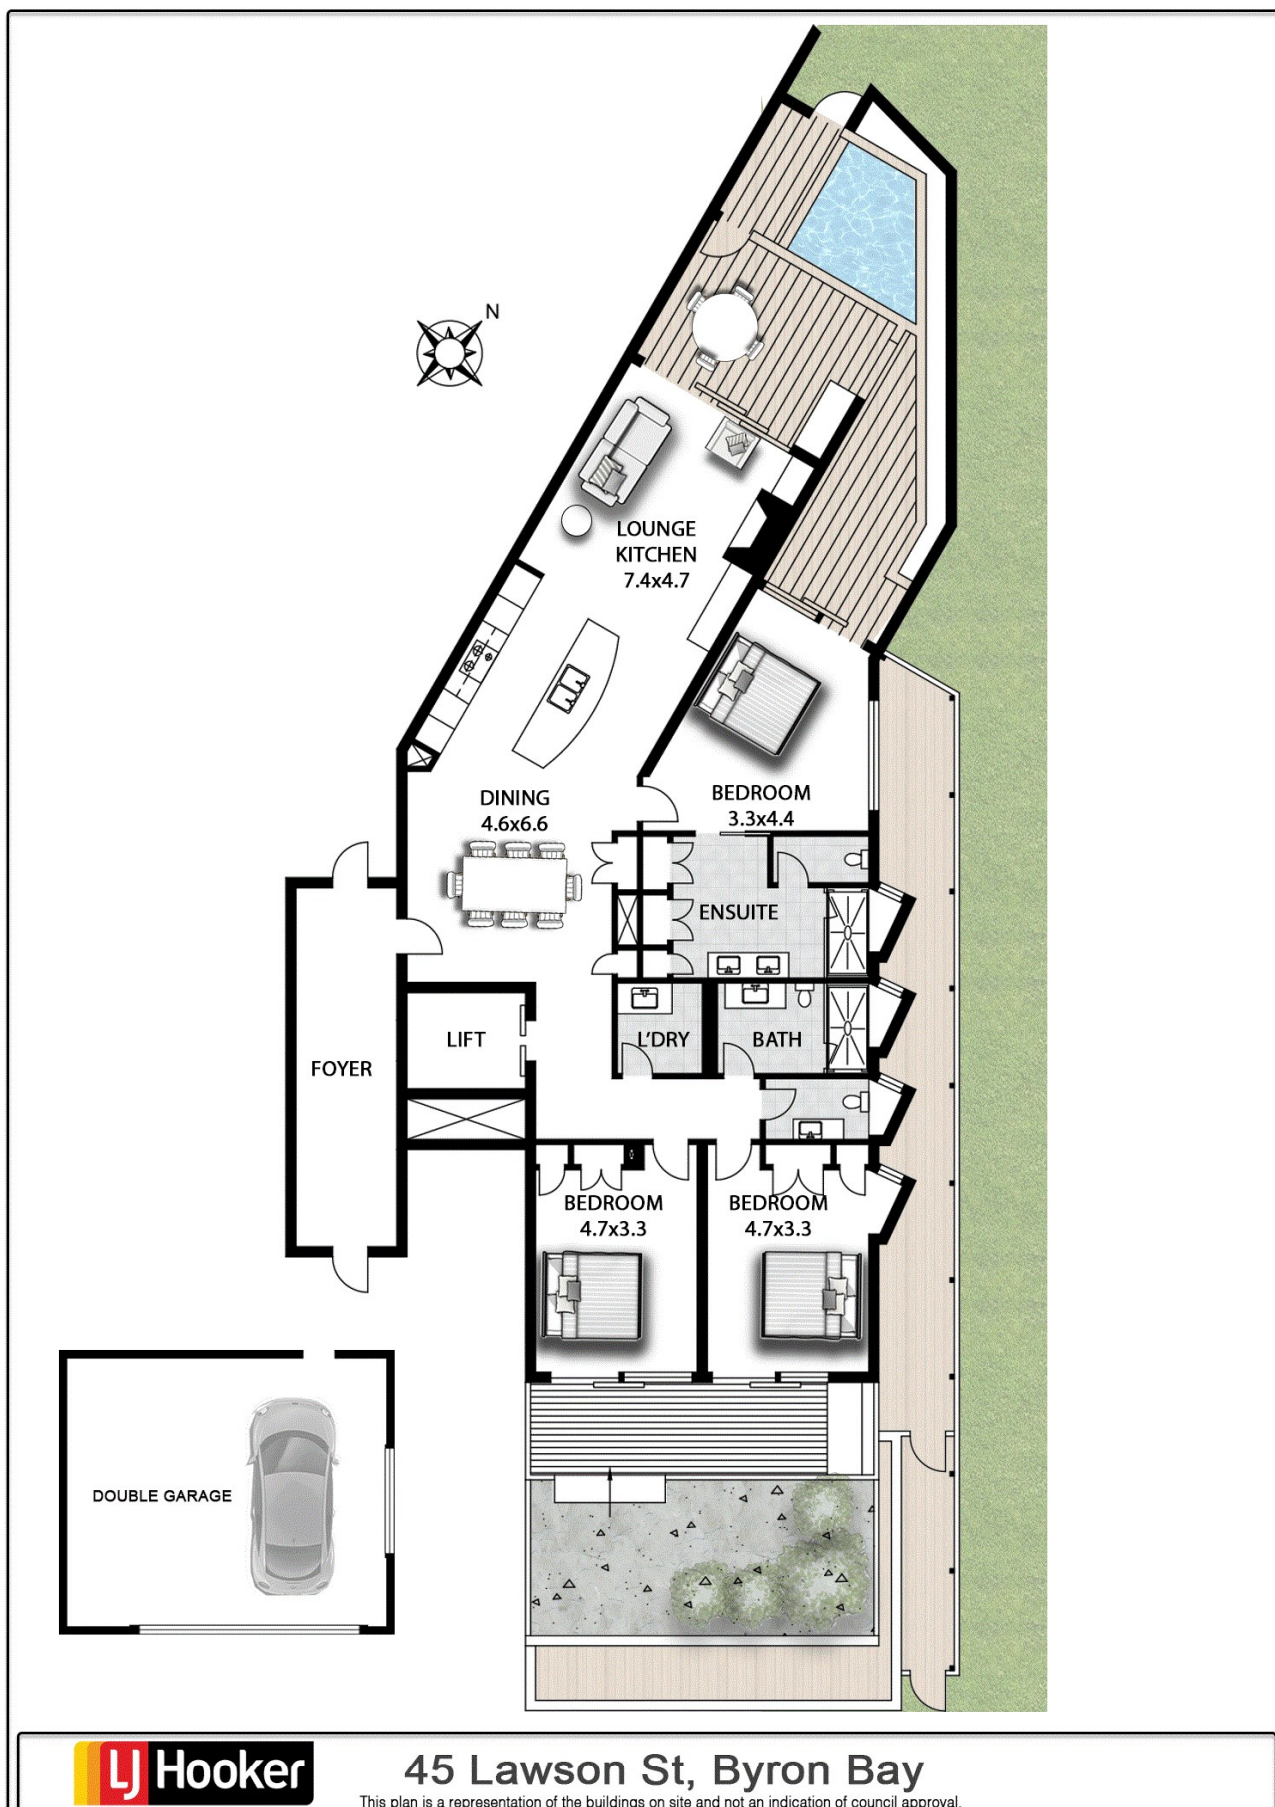 N
LOUNGE
KITCHEN
7.4x4.7
BEDROOM
3.3x4.4
DINING
4.6x6.6
ENSUITE
LIFT
L'DRY
BATH
FOYER
BEDROOM
4.7x3.3
BEDROOM
4.7x3.3
DOUBLE GARAGE
LJ Hooker
45 Lawson St, Byron Bay
This plan is a representation of the buildings on site and not an indication of council approval.